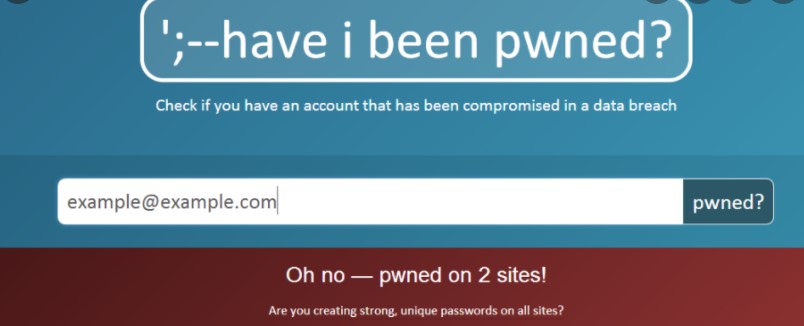 ';--have i been pwned?
Check if you have an account that has been compromised in a data breach
example@example.com
pwned?
Oh no — pwned on 2 sites!
Are you creating strong, unique passwords on all sites?